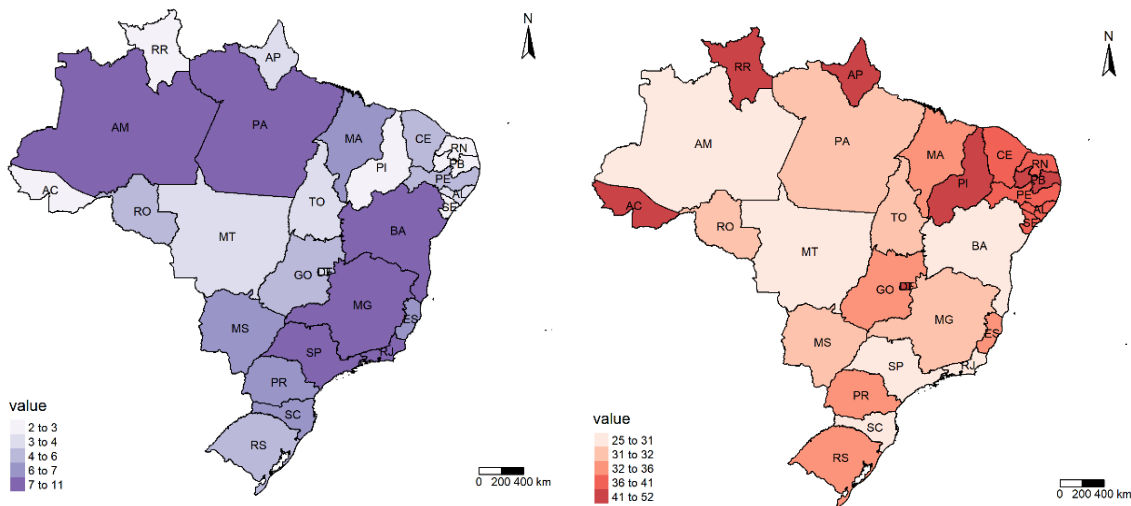 N
RR
AP
AM
PA
MA
CE
RN
PB
PI
PE
AL
SE
AC
RO
TO
BA
MT
GO
DF
MG
ES
MS
SP
RJ
PR
SC
RS
value
2 to 3
3 to 4
4 to 6
6 to 7
7 to 11
0 200 400 km
N
RR
AP
AM
PA
MA
CE
RN
PB
PI
PE
AL
SE
AC
RO
TO
BA
MT
GO
DF
MG
ES
MS
SP
RJ
PR
SC
RS
value
25 to 31
31 to 32
32 to 36
36 to 41
41 to 52
0 200 400 km